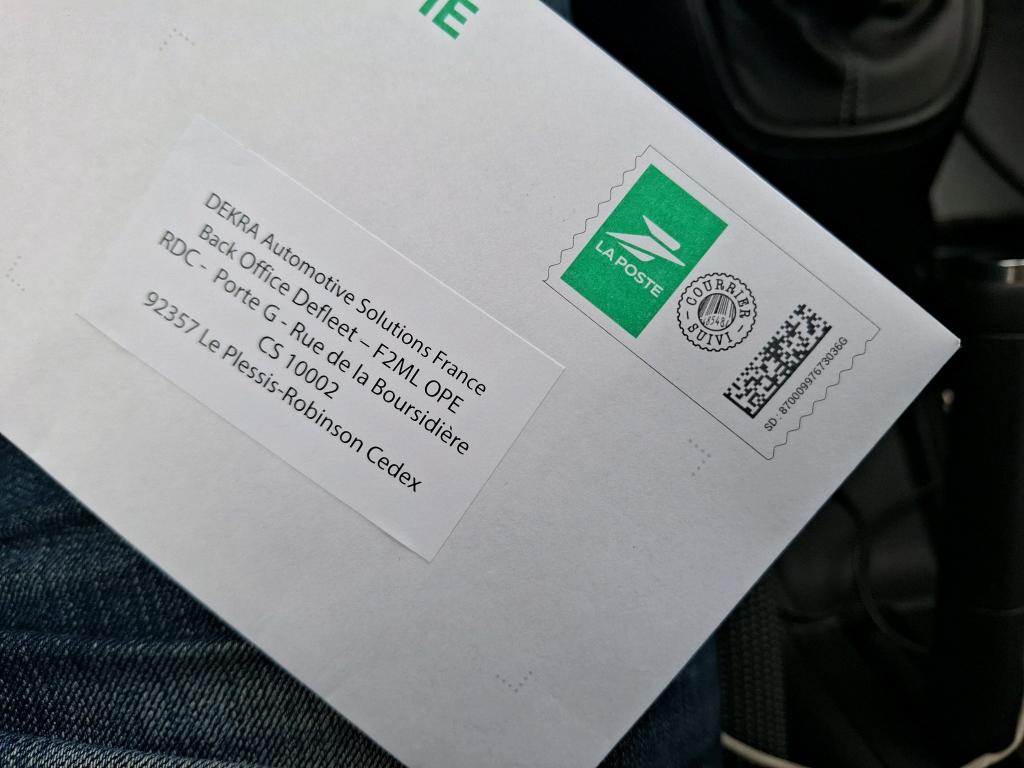 DEKRA Automotive Solutions France
Back Office Defleet – F2ML OPE
RDC - Porte G - Rue de la Boursidière
CS 10002
92357 Le Plessis-Robinson Cedex
LA POSTE
COURRIER
SUIVI
SD : 87000997673036G